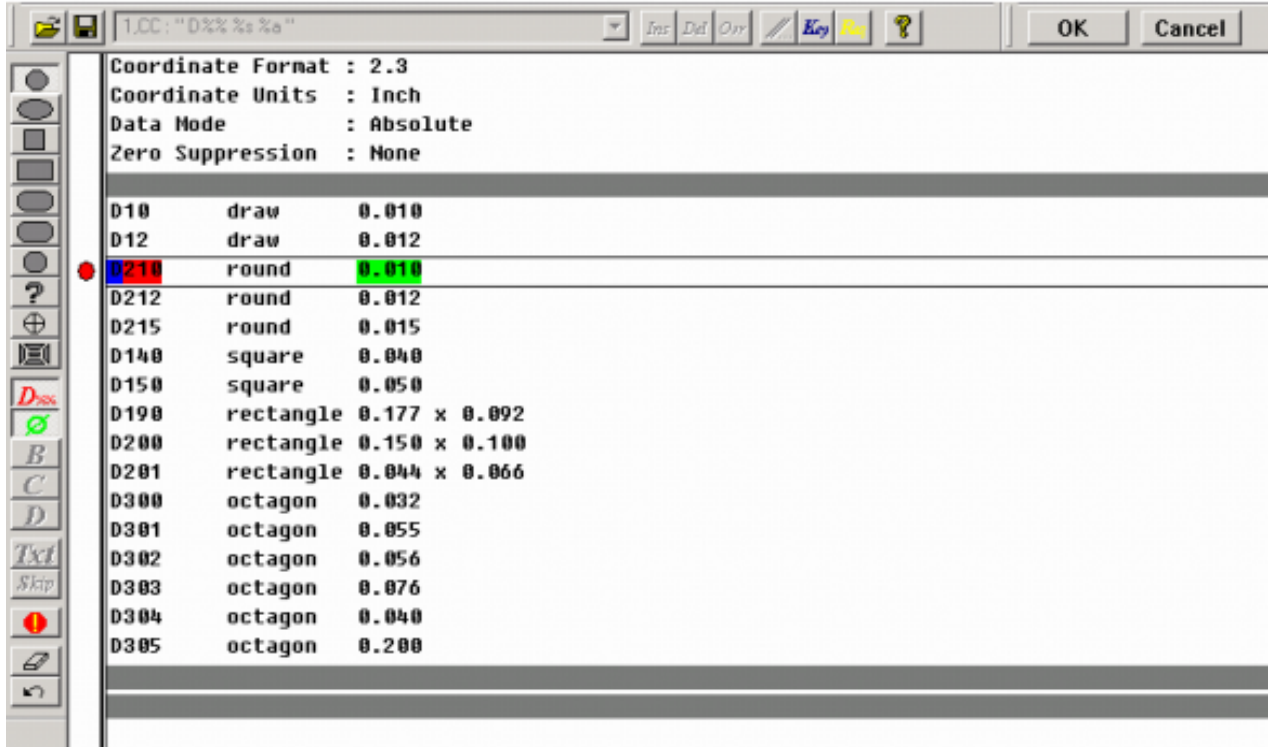 1,CC : "D%% %s %a"
Ins Del Ovr Key Req ? OK Cancel
Coordinate Format : 2.3
Coordinate Units : Inch
Data Mode : Absolute
Zero Suppression : None
D10 draw 0.010
D12 draw 0.012
D210 round 0.010
D212 round 0.012
D215 round 0.015
D140 square 0.040
D150 square 0.050
D190 rectangle 0.177 x 0.092
D200 rectangle 0.150 x 0.100
D201 rectangle 0.044 x 0.066
D300 octagon 0.032
D301 octagon 0.055
D302 octagon 0.056
D303 octagon 0.076
D304 octagon 0.040
D305 octagon 0.200
?
D%%
B
C
D
Txt
Skip
!